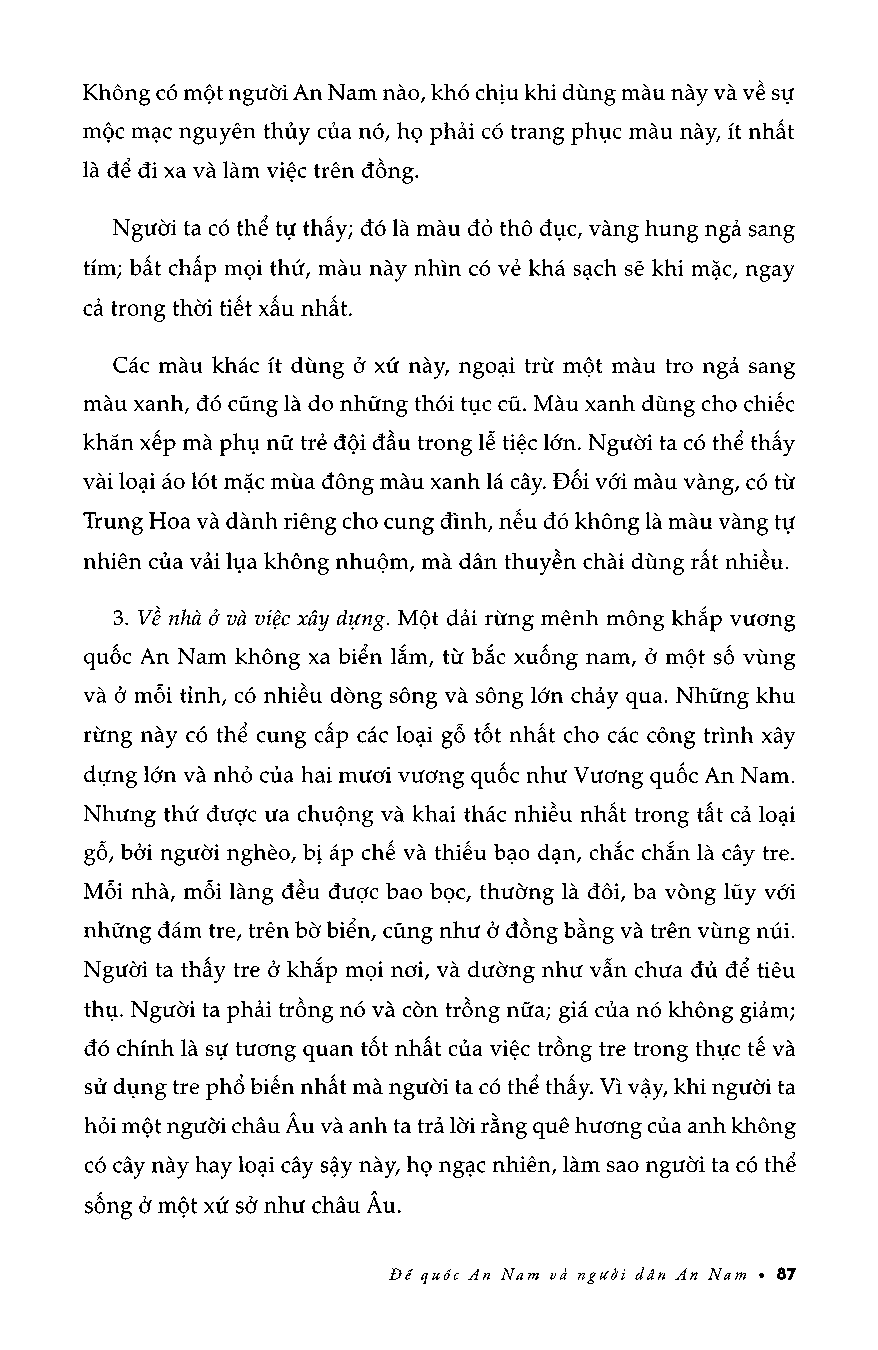 Không có một người An Nam nào, khó chịu khi dùng màu này và về sự
mộc mạc nguyên thủy của nó, họ phải có trang phục màu này, ít nhất
là để đi xa và làm việc trên đồng.
Người ta có thể tự thấy; đó là màu đỏ thô đục, vàng hung ngả sang
tím; bất chấp mọi thứ, màu này nhìn có vẻ khá sạch sẽ khi mặc, ngay
cả trong thời tiết xấu nhất.
Các màu khác ít dùng ở xứ này, ngoại trừ một màu tro ngả sang
màu xanh, đó cũng là do những thói tục cũ. Màu xanh dùng cho chiếc
khăn xếp mà phụ nữ trẻ đội đầu trong lễ tiệc lớn. Người ta có thể thấy
vài loại áo lót mặc mùa đông màu xanh lá cây. Đối với màu vàng, có từ
Trung Hoa và dành riêng cho cung đình, nếu đó không là màu vàng tự
nhiên của vải lụa không nhuộm, mà dân thuyền chài dùng rất nhiều.
3. Về nhà ở và việc xây dựng. Một dải rừng mênh mông khắp vương
quốc An Nam không xa biển lắm, từ bắc xuống nam, ở một số vùng
và ở mỗi tỉnh, có nhiều dòng sông và sông lớn chảy qua. Những khu
rừng này có thể cung cấp các loại gỗ tốt nhất cho các công trình xây
dựng lớn và nhỏ của hai mươi vương quốc như Vương quốc An Nam.
Nhưng thứ được ưa chuộng và khai thác nhiều nhất trong tất cả loại
gỗ, bởi người nghèo, bị áp chế và thiếu bạo dạn, chắc chắn là cây tre.
Mỗi nhà, mỗi làng đều được bao bọc, thường là đôi, ba vòng lũy với
những đám tre, trên bờ biển, cũng như ở đồng bằng và trên vùng núi.
Người ta thấy tre ở khắp mọi nơi, và dường như vẫn chưa đủ để tiêu
thụ. Người ta phải trồng nó và còn trồng nữa; giá của nó không giảm;
đó chính là sự tương quan tốt nhất của việc trồng tre trong thực tế và
sử dụng tre phổ biến nhất mà người ta có thể thấy. Vì vậy, khi người ta
hỏi một người châu Âu và anh ta trả lời rằng quê hương của anh không
có cây này hay loại cây sậy này, họ ngạc nhiên, làm sao người ta có thể
sống ở một xứ sở như châu Âu.
Đế quốc An Nam và người dân An Nam • 87